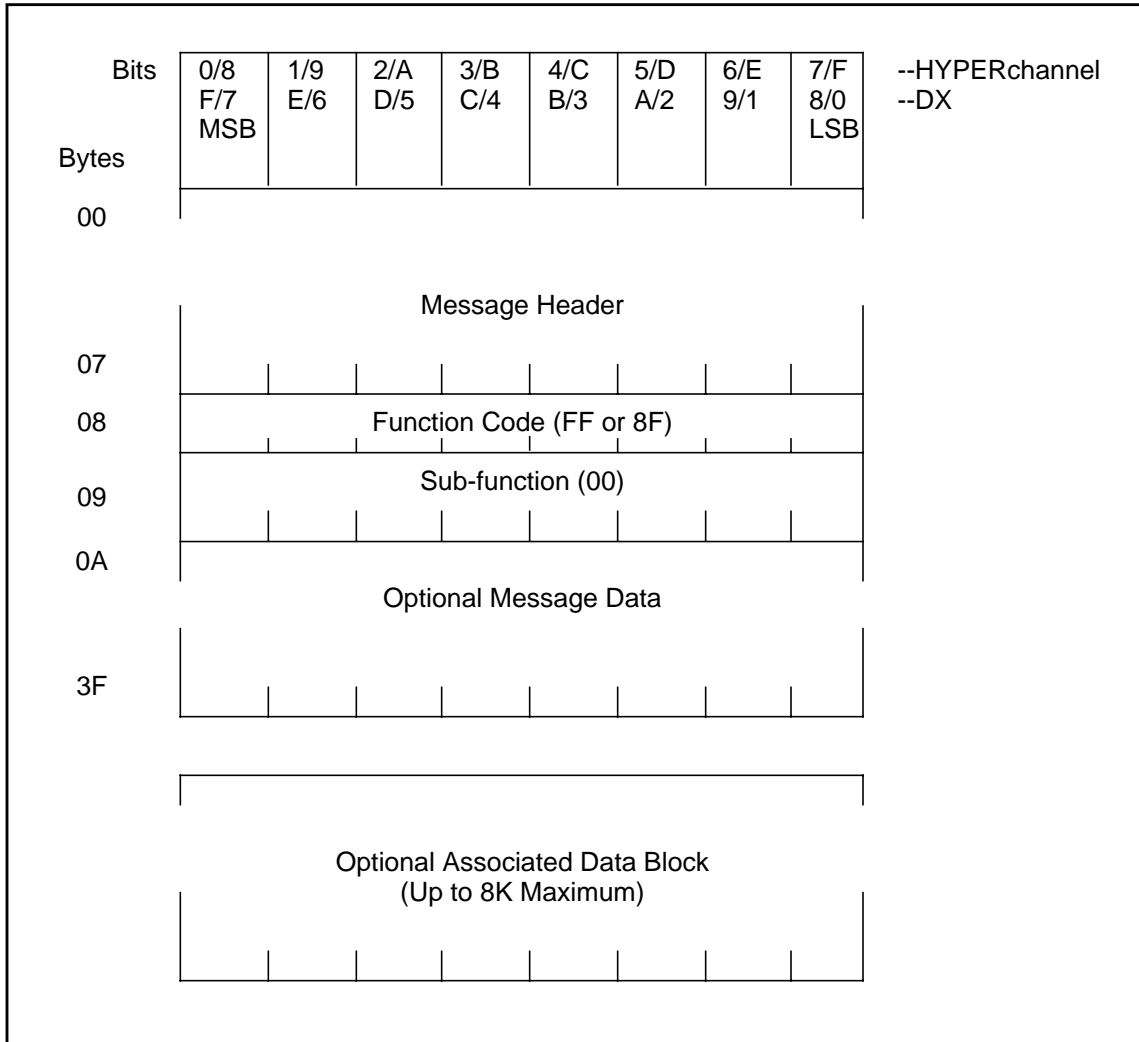 Bits 0/8 1/9 2/A 3/B 4/C 5/D 6/E 7/F --HYPERchannel
F/7 E/6 D/5 C/4 B/3 A/2 9/1 8/0 --DX
MSB LSB
Bytes
00
Message Header
07
08 Function Code (FF or 8F)
09 Sub-function (00)
0A
Optional Message Data
3F
Optional Associated Data Block
(Up to 8K Maximum)